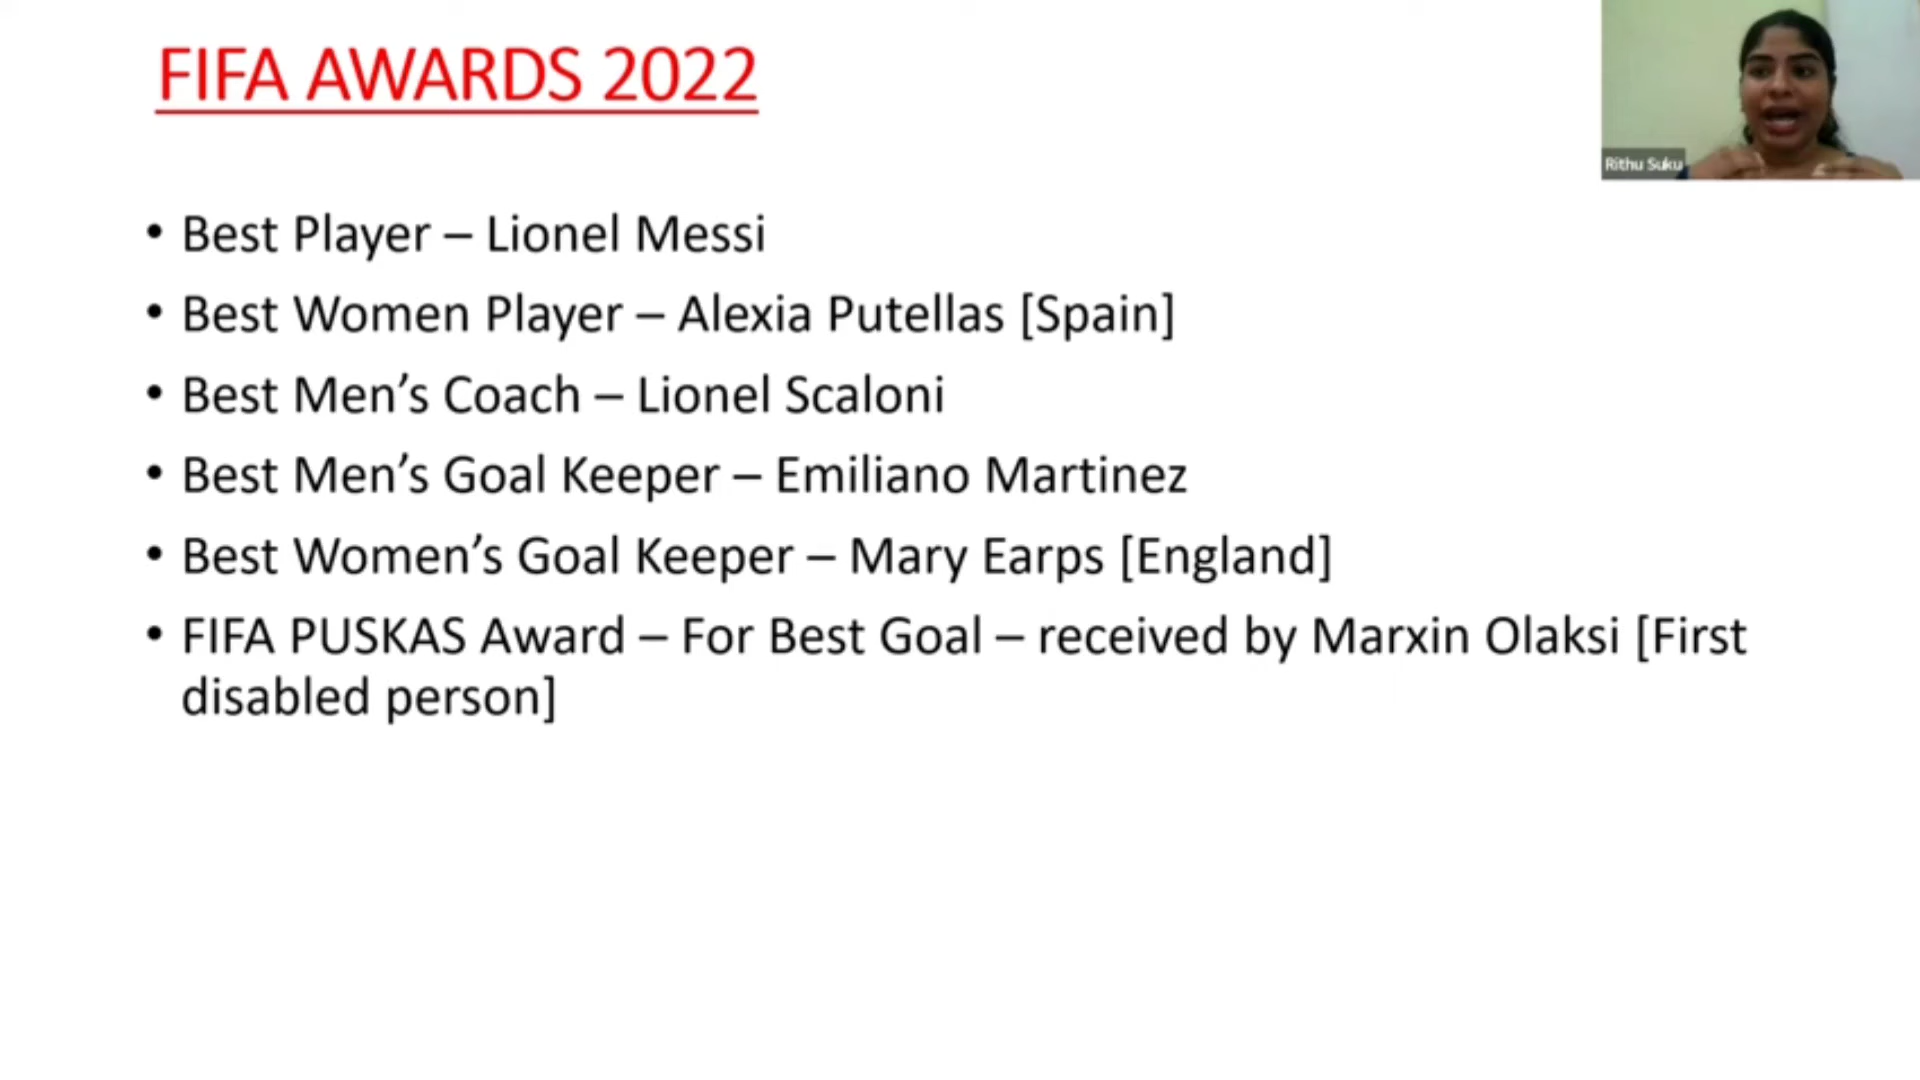 FIFA AWARDS 2022
Rithu Suku
• Best Player – Lionel Messi
• Best Women Player – Alexia Putellas [Spain]
• Best Men’s Coach – Lionel Scaloni
• Best Men’s Goal Keeper – Emiliano Martinez
• Best Women’s Goal Keeper – Mary Earps [England]
• FIFA PUSKAS Award – For Best Goal – received by Marxin Olaksi [First
disabled person]